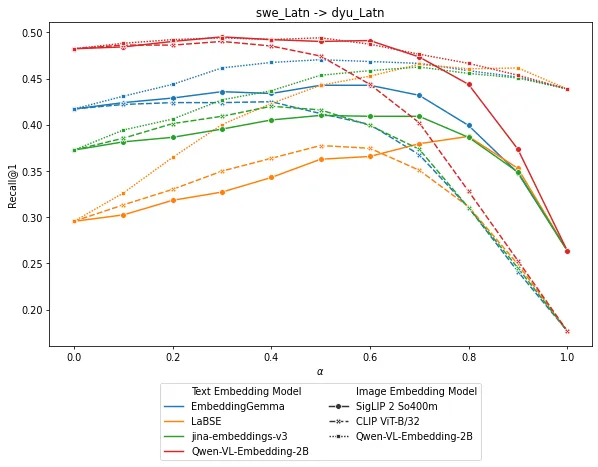 swe_Latn -> dyu_Latn
Recall@1
0.50
0.45
0.40
0.35
0.30
0.25
0.20
0.0 0.2 0.4 0.6 0.8 1.0
α
Text Embedding Model Image Embedding Model
EmbeddingGemma SigLIP 2 So400m
LaBSE CLIP ViT-B/32
jina-embeddings-v3 Qwen-VL-Embedding-2B
Qwen-VL-Embedding-2B